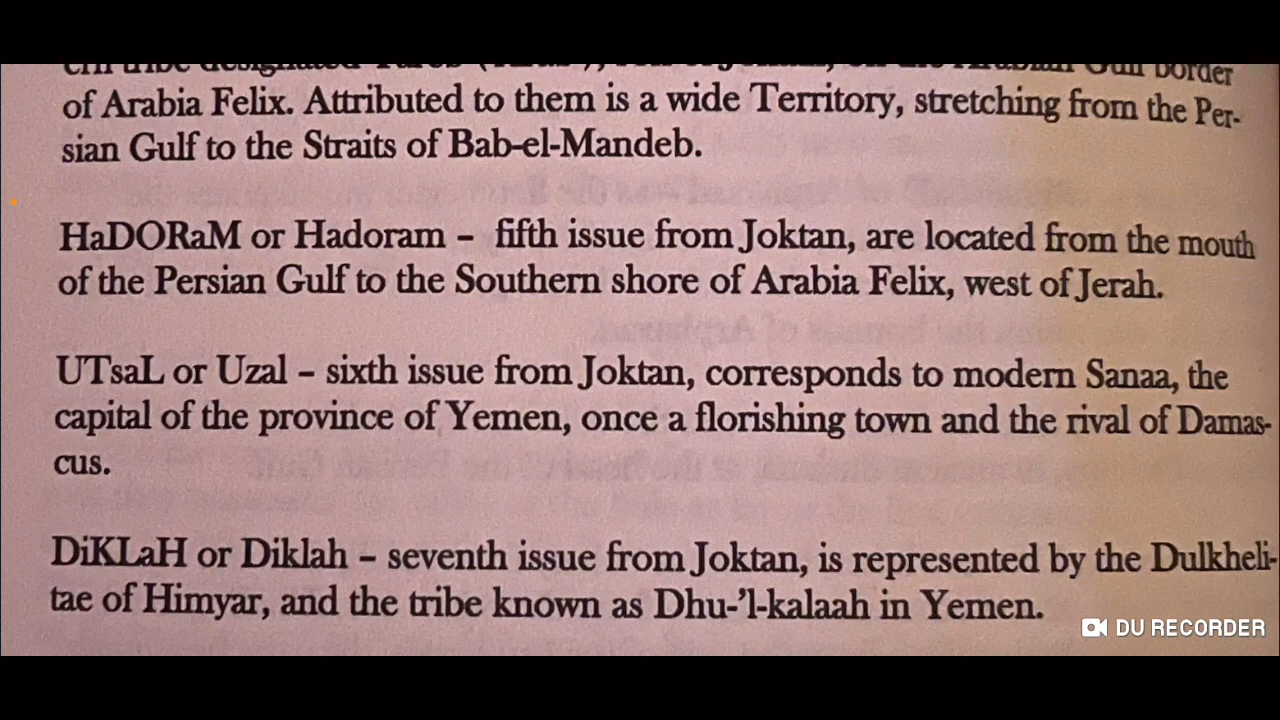 of Arabia Felix. Attributed to them is a wide Territory, stretching from the Per-
sian Gulf to the Straits of Bab-el-Mandeb.
HaDORaM or Hadoram – fifth issue from Joktan, are located from the mouth
of the Persian Gulf to the Southern shore of Arabia Felix, west of Jerah.
UTsaL or Uzal – sixth issue from Joktan, corresponds to modern Sanaa, the
capital of the province of Yemen, once a florishing town and the rival of Damas-
cus.
DiKLaH or Diklah – seventh issue from Joktan, is represented by the Dulkheli-
tae of Himyar, and the tribe known as Dhu-'l-kalaah in Yemen.
DU RECORDER